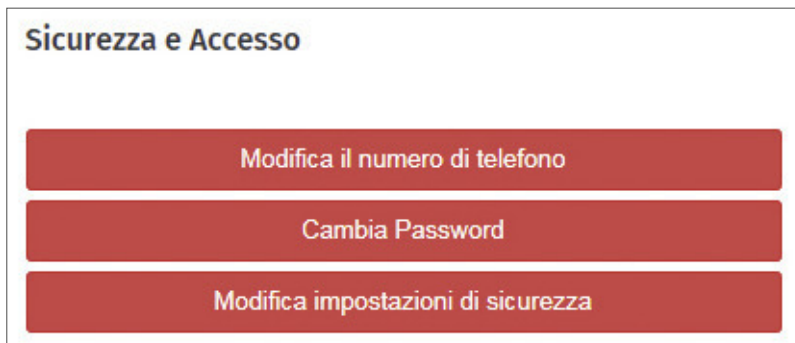 Sicurezza e Accesso
Modifica il numero di telefono
Cambia Password
Modifica impostazioni di sicurezza